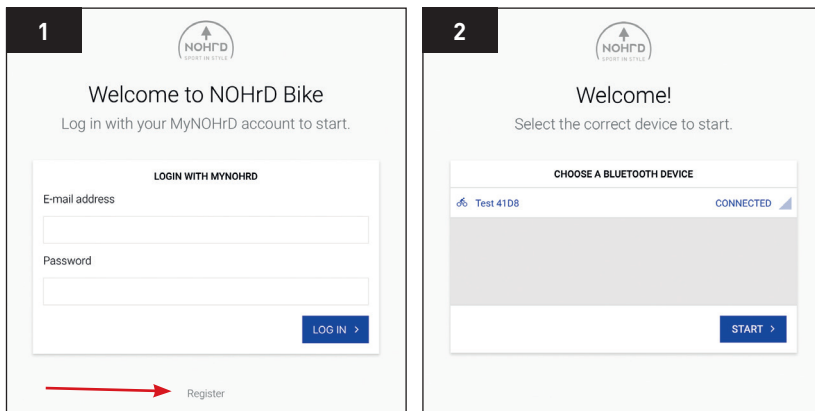 1
NOHrD
SPORT IN STYLE
Welcome to NOHrD Bike
Log in with your MyNOHrD account to start.
LOGIN WITH MYNOHRD
E-mail address
Password
LOG IN >
Register
2
NOHrD
SPORT IN STYLE
Welcome!
Select the correct device to start.
CHOOSE A BLUETOOTH DEVICE
Test 41D8 CONNECTED
START >